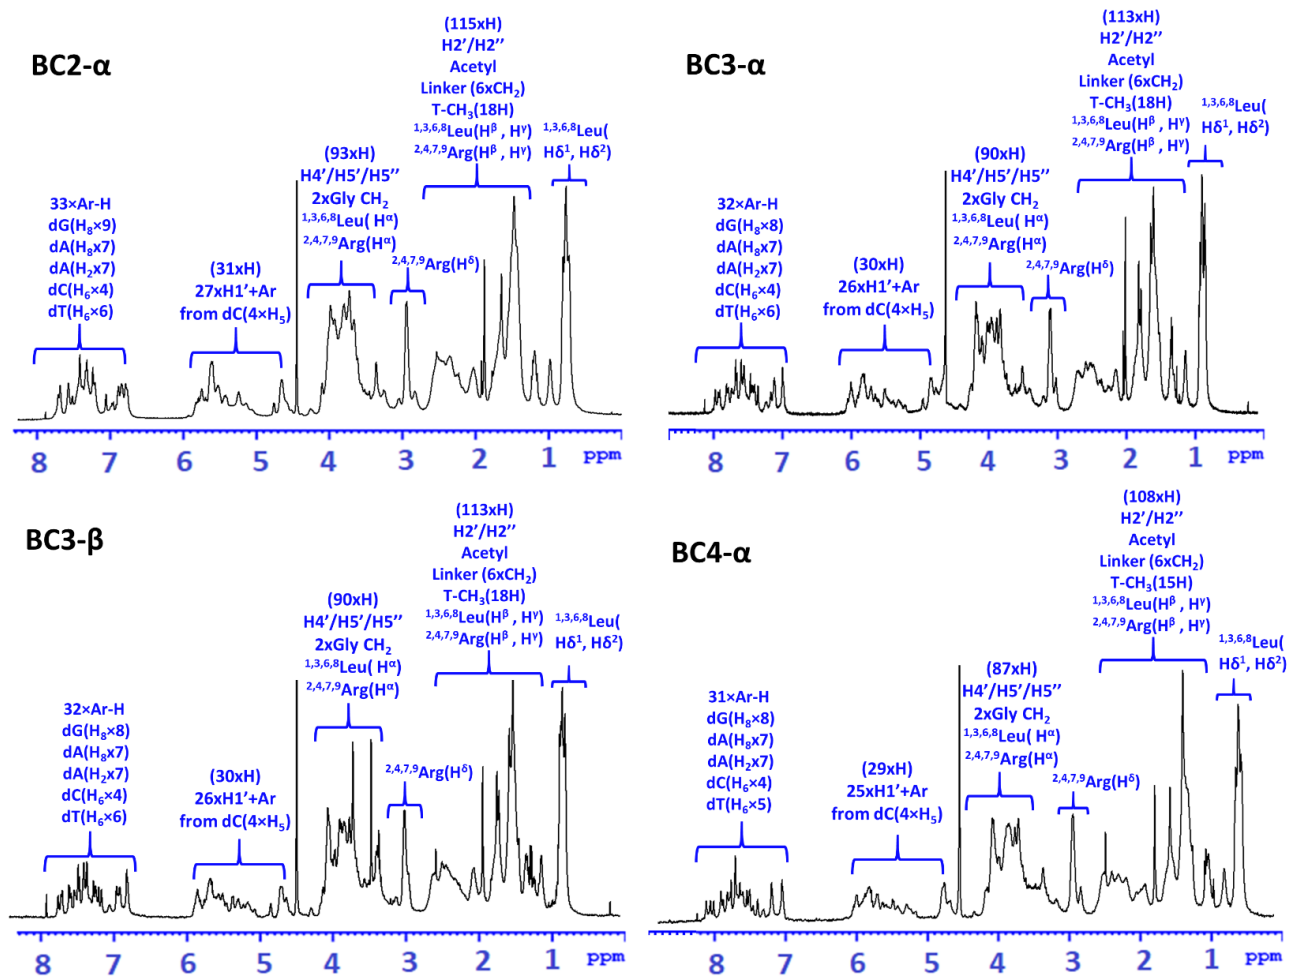 BC2-α
(115xH)
H2’/H2’’
Acetyl
Linker (6xCH₂)
T-CH₃(18H)
¹,³,⁶,⁸Leu(Hᵝ , Hᵞ)
²,⁴,⁷,⁹Arg(Hᵝ , Hᵞ)
¹,³,⁶,⁸Leu(
Hδ¹, Hδ²)
(93xH)
H4’/H5’/H5’’
2xGly CH₂
¹,³,⁶,⁸Leu( Hᵅ)
²,⁴,⁷,⁹Arg(Hᵅ)
²,⁴,⁷,⁹Arg(Hᵟ)
33×Ar-H
dG(H₈×9)
dA(H₈x7)
dA(H₂x7)
dC(H₆×4)
dT(H₆×6)
(31xH)
27xH1’+Ar
from dC(4×H₅)
8 7 6 5 4 3 2 1 ppm
BC3-α
(113xH)
H2’/H2’’
Acetyl
Linker (6xCH₂)
T-CH₃(18H)
¹,³,⁶,⁸Leu(Hᵝ , Hᵞ)
²,⁴,⁷,⁹Arg(Hᵝ , Hᵞ)
¹,³,⁶,⁸Leu(
Hδ¹, Hδ²)
(90xH)
H4’/H5’/H5’’
2xGly CH₂
¹,³,⁶,⁸Leu( Hᵅ)
²,⁴,⁷,⁹Arg(Hᵅ)
²,⁴,⁷,⁹Arg(Hᵟ)
32×Ar-H
dG(H₈×8)
dA(H₈x7)
dA(H₂x7)
dC(H₆×4)
dT(H₆×6)
(30xH)
26xH1’+Ar
from dC(4×H₅)
8 7 6 5 4 3 2 1 ppm
BC3-β
(113xH)
H2’/H2’’
Acetyl
Linker (6xCH₂)
T-CH₃(18H)
¹,³,⁶,⁸Leu(Hᵝ , Hᵞ)
²,⁴,⁷,⁹Arg(Hᵝ , Hᵞ)
¹,³,⁶,⁸Leu(
Hδ¹, Hδ²)
(90xH)
H4’/H5’/H5’’
2xGly CH₂
¹,³,⁶,⁸Leu( Hᵅ)
²,⁴,⁷,⁹Arg(Hᵅ)
²,⁴,⁷,⁹Arg(Hᵟ)
32×Ar-H
dG(H₈×8)
dA(H₈x7)
dA(H₂x7)
dC(H₆×4)
dT(H₆×6)
(30xH)
26xH1’+Ar
from dC(4×H₅)
8 7 6 5 4 3 2 1 ppm
BC4-α
(108xH)
H2’/H2’’
Acetyl
Linker (6xCH₂)
T-CH₃(15H)
¹,³,⁶,⁸Leu(Hᵝ , Hᵞ)
²,⁴,⁷,⁹Arg(Hᵝ , Hᵞ)
¹,³,⁶,⁸Leu(
Hδ¹, Hδ²)
(87xH)
H4’/H5’/H5’’
2xGly CH₂
¹,³,⁶,⁸Leu( Hᵅ)
²,⁴,⁷,⁹Arg(Hᵅ)
²,⁴,⁷,⁹Arg(Hᵟ)
31×Ar-H
dG(H₈×8)
dA(H₈x7)
dA(H₂x7)
dC(H₆×4)
dT(H₆×5)
(29xH)
25xH1’+Ar
from dC(4×H₅)
8 7 6 5 4 3 2 1 ppm